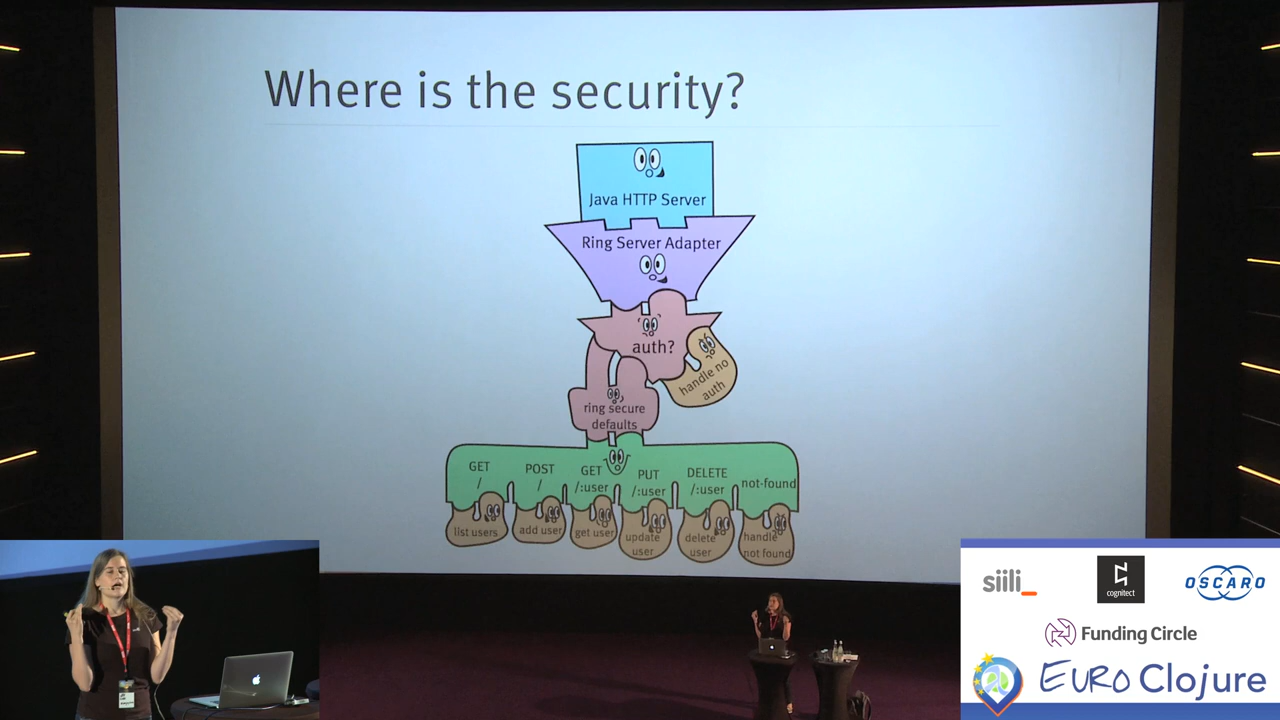 Where is the security?
Java HTTP Server
Ring Server Adapter
auth?
handle no
auth
ring secure
defaults
GET
/
POST
/
GET
/:user
PUT
/:user
DELETE
/:user
not-found
list users
add user
get user
update
user
delete
user
handle
not found
siili_
cognitect
OSCARO
Funding Circle
EURO Clojure